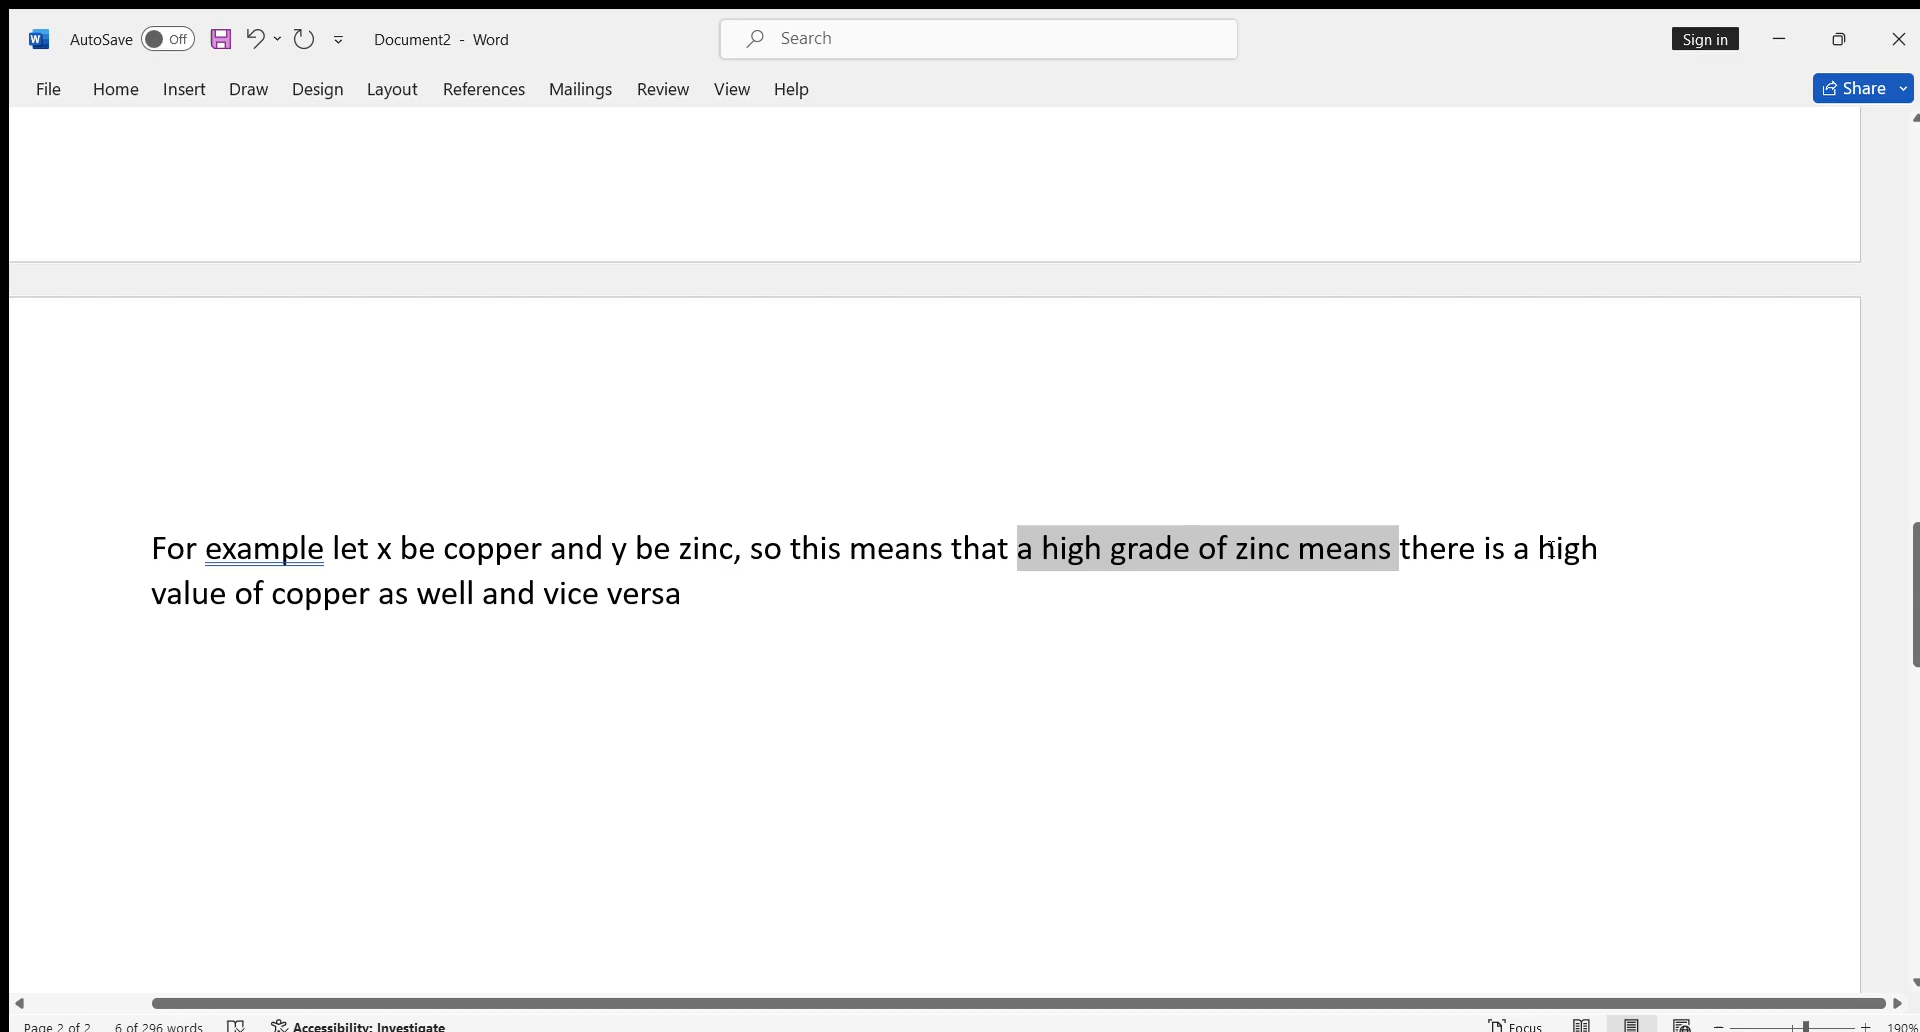 AutoSave Off Document2 - Word Search Sign in
File Home Insert Draw Design Layout References Mailings Review View Help Share
For example let x be copper and y be zinc, so this means that a high grade of zinc means there is a high
value of copper as well and vice versa
Page 2 of 2 6 of 296 words Accessibility: Investigate Focus 190%